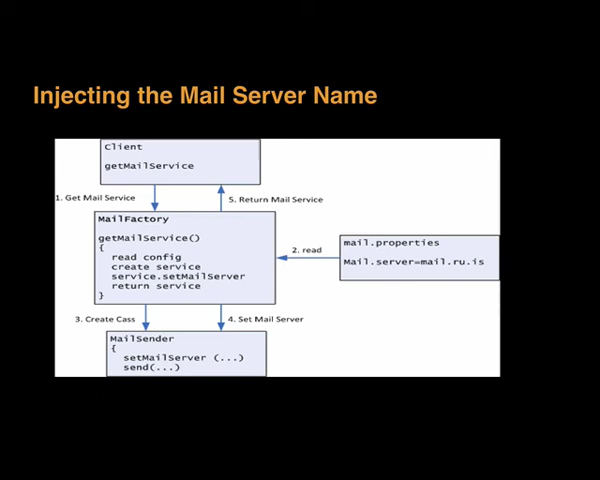 Injecting the Mail Server Name
Client
getMailService
1. Get Mail Service
5. Return Mail Service
MailFactory
getMailService()
{
read config
create service
service.setMailServer
return service
}
2. read
mail.properties
Mail.server=mail.ru.is
3. Create Cass
4. Set Mail Server
MailSender
{
setMailServer (...)
send(...)